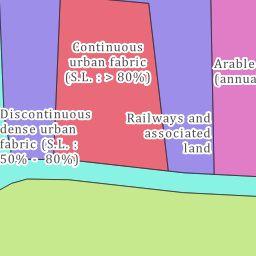 Continuous
urban fabric
(S.L. : > 80%)
Arable
(annua
Discontinuous
dense urban
fabric (S.L. :
50% - 80%)
Railways and
associated
land